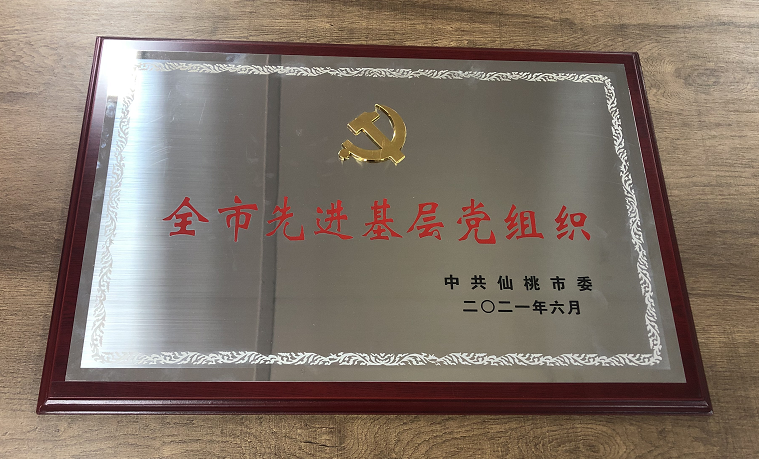 全市先进基层党组织
中共仙桃市委
二〇二一年六月